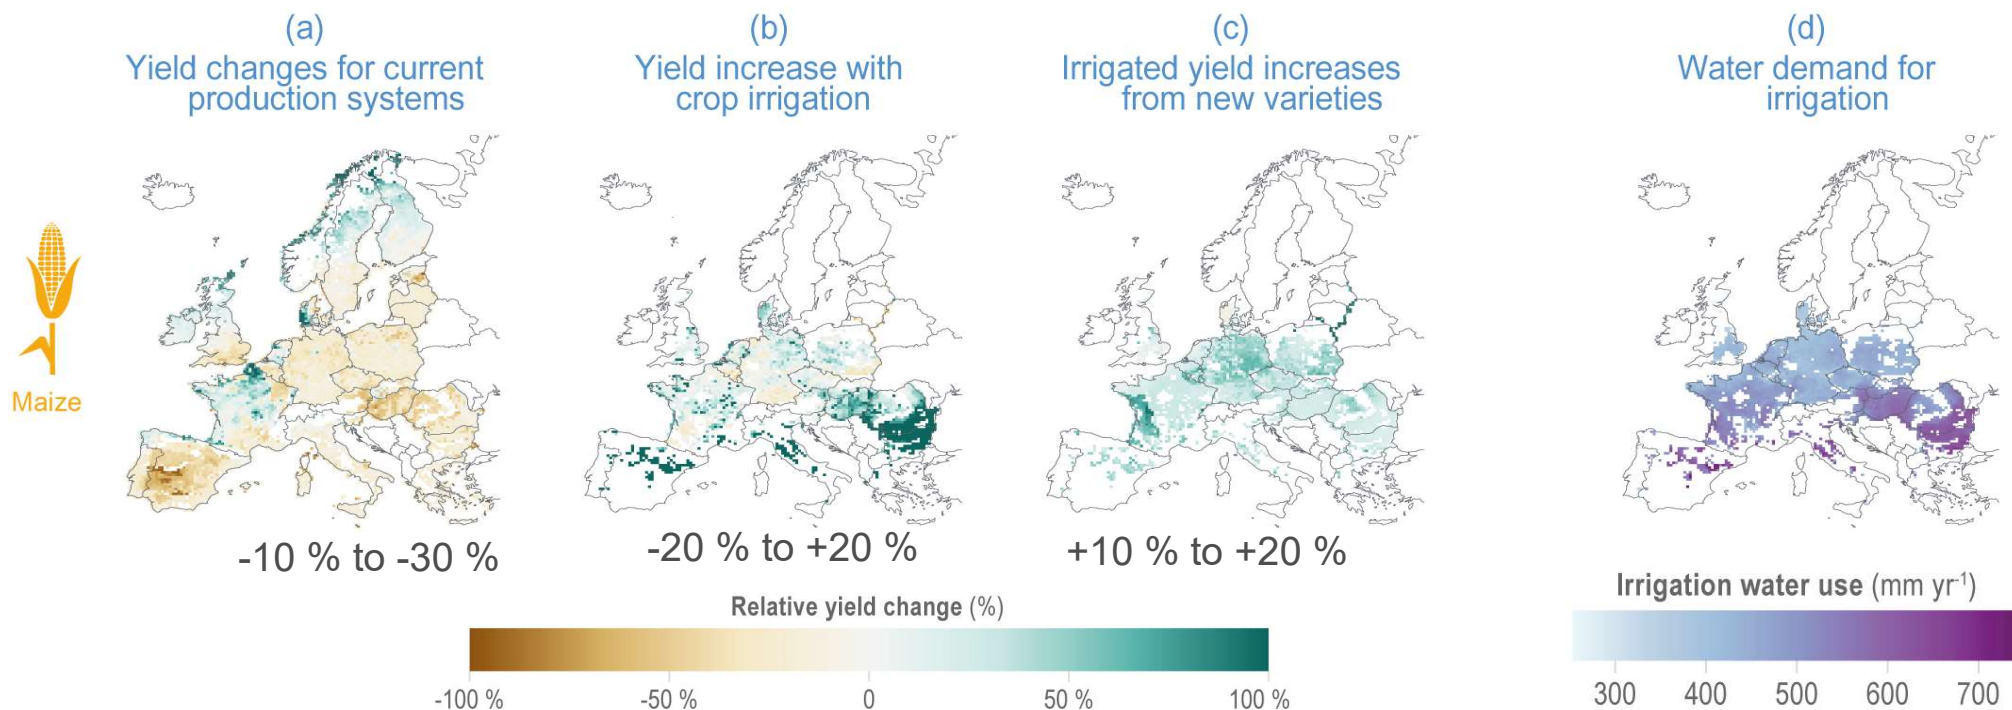 (a)
Yield changes for current
production systems
(b)
Yield increase with
crop irrigation
(c)
Irrigated yield increases
from new varieties
(d)
Water demand for
irrigation
Maize
-10 % to -30 %
-20 % to +20 %
+10 % to +20 %
Relative yield change (%)
-100 %
-50 %
0
50 %
100 %
Irrigation water use (mm yr⁻¹)
300
400
500
600
700